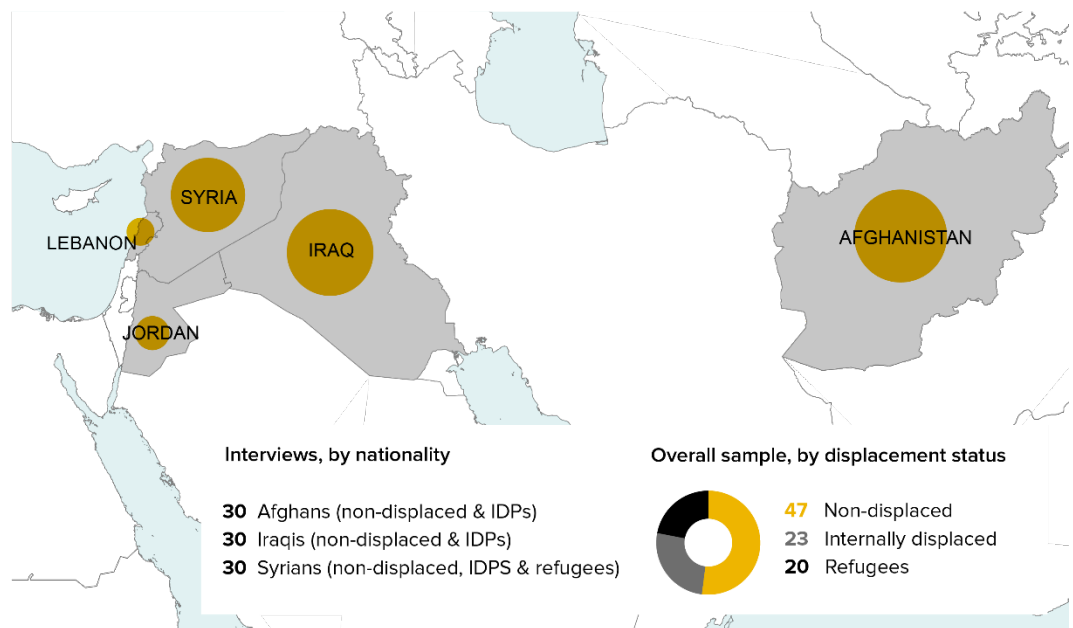 SYRIA
LEBANON
IRAQ
AFGHANISTAN
JORDAN
Interviews, by nationality
30 Afghans (non-displaced & IDPs)
30 Iraqis (non-displaced & IDPs)
30 Syrians (non-displaced, IDPS & refugees)
Overall sample, by displacement status
47 Non-displaced
23 Internally displaced
20 Refugees